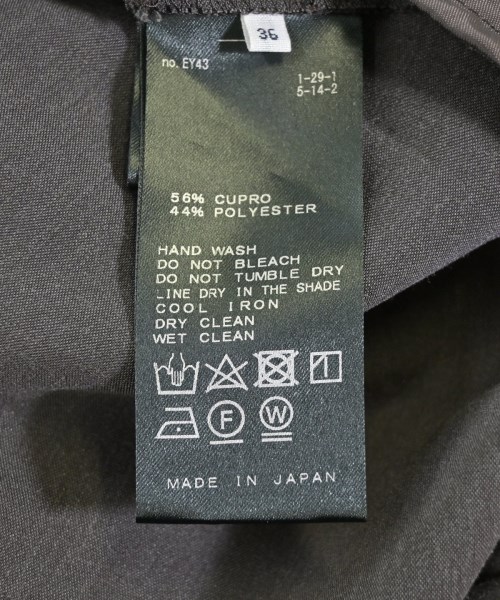 36
no. EY43
1-29-1
5-14-2
56% CUPRO
44% POLYESTER
HAND WASH
DO NOT BLEACH
DO NOT TUMBLE DRY
LINE DRY IN THE SHADE
COOL IRON
DRY CLEAN
WET CLEAN
F W
MADE IN JAPAN